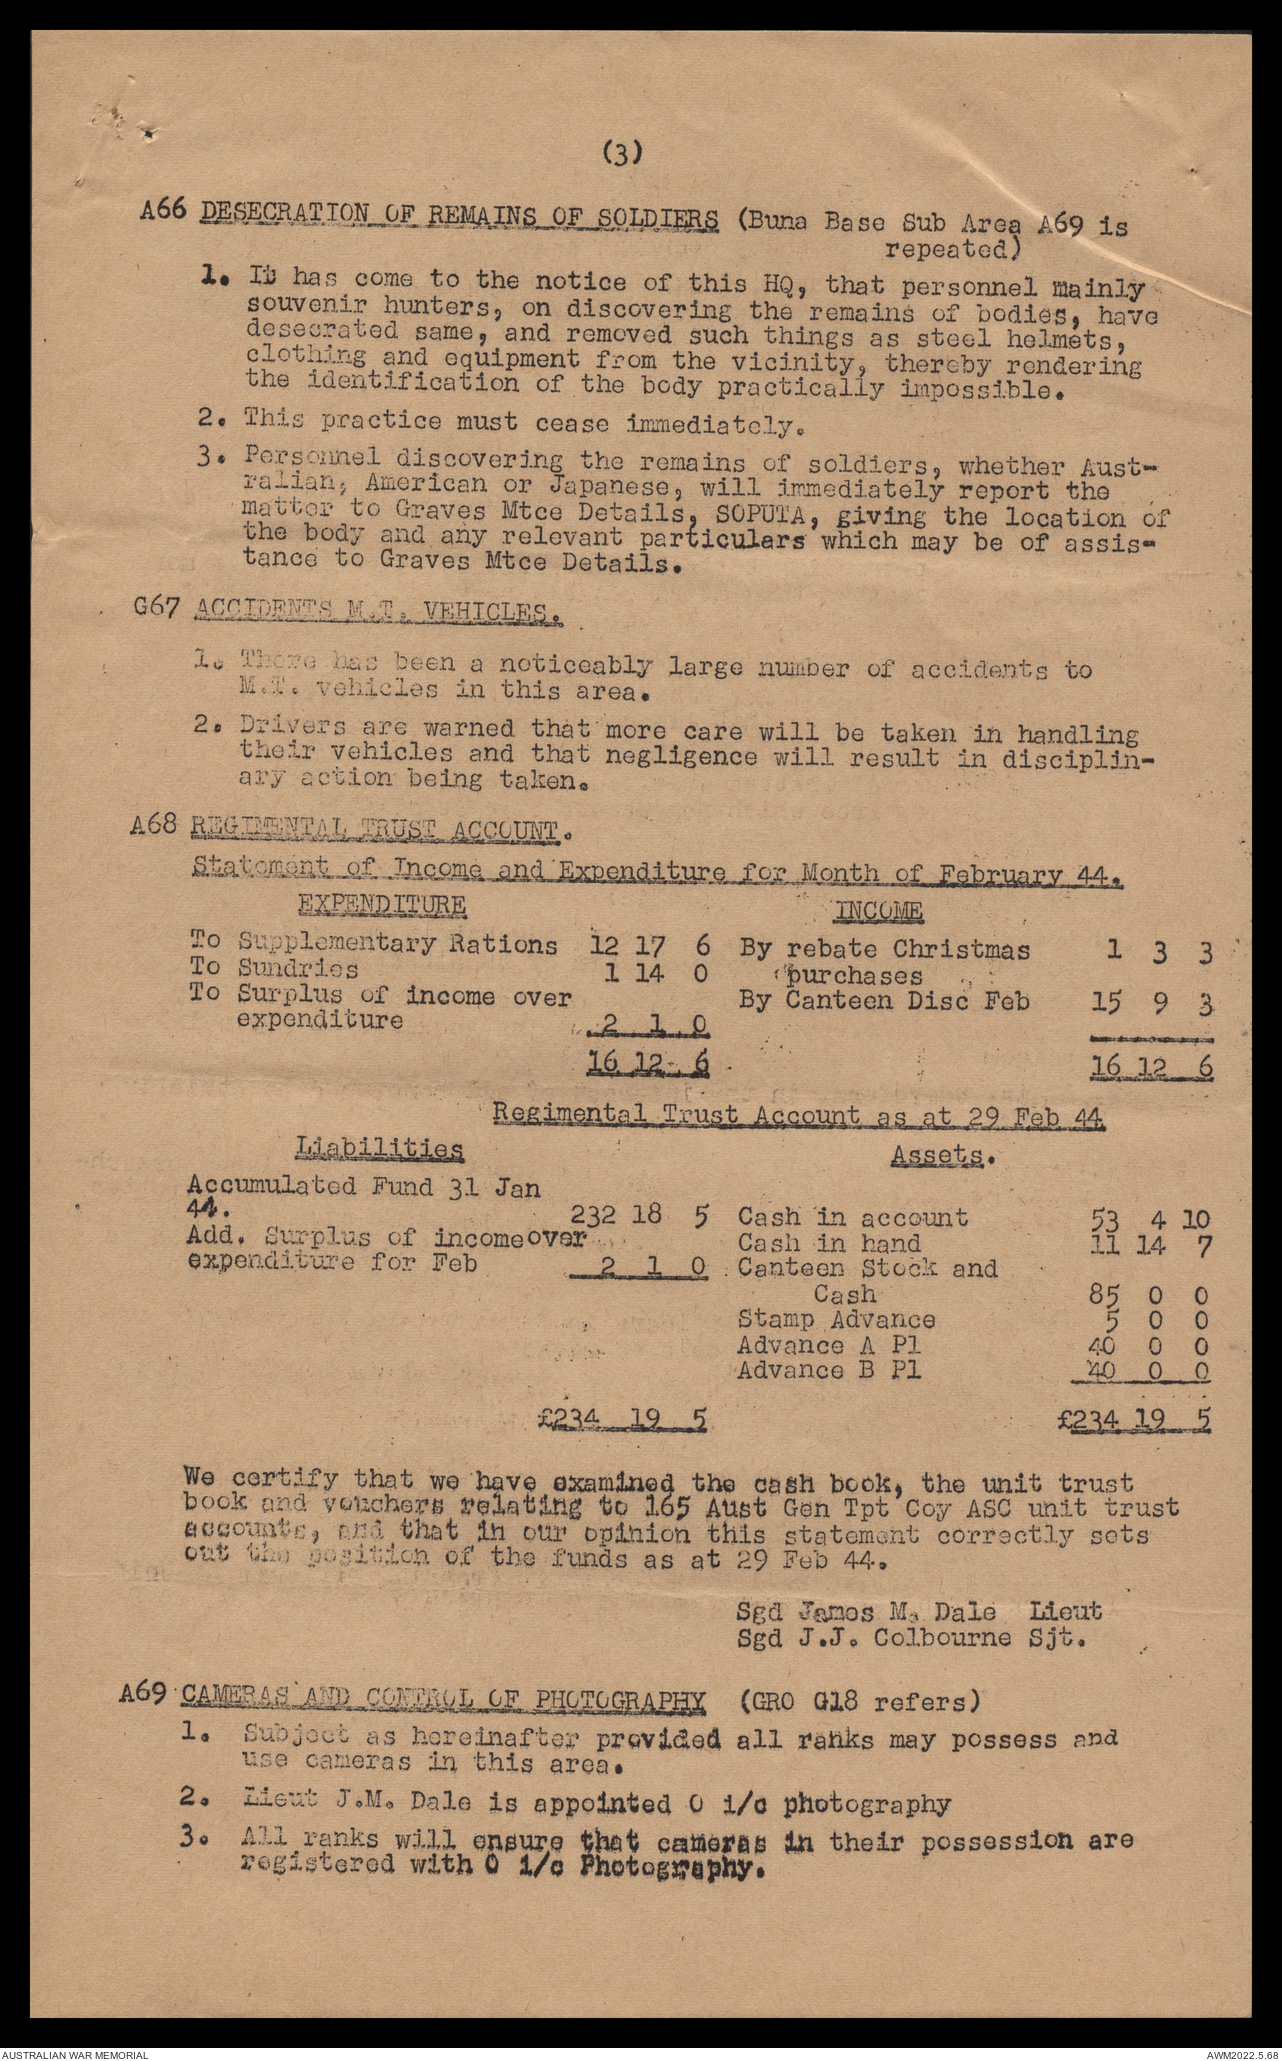 (3)
A66 DESECRATION OF REMAINS OF SOLDIERS (Buna Base Sub Area A69 is
repeated)
1. It has come to the notice of this HQ, that personnel mainly
souvenir hunters, on discovering the remains of bodies, have
desecrated same, and removed such things as steel helmets,
clothing and equipment from the vicinity, thereby rendering
the identification of the body practically impossible.
2. This practice must cease immediately.
3. Personnel discovering the remains of soldiers, whether Aust-
ralian, American or Japanese, will immediately report the
matter to Graves Mtce Details, SOPUTA, giving the location of
the body and any relevant particulars which may be of assis-
tance to Graves Mtce Details.
G67 ACCIDENTS M.T. VEHICLES.
1. There has been a noticeably large number of accidents to
M.T. vehicles in this area.
2. Drivers are warned that more care will be taken in handling
their vehicles and that negligence will result in disciplin-
ary action being taken.
A68 REGIMENTAL TRUST ACCOUNT.
Statement of Income and Expenditure for Month of February 44.
EXPENDITURE INCOME
To Supplementary Rations 12 17 6 By rebate Christmas 1 3 3
To Sundries 1 14 0 purchases
To Surplus of income over By Canteen Disc Feb 15 9 3
expenditure 2 1 0
16 12 6 16 12 6
Regimental Trust Account as at 29 Feb 44
Liabilities Assets.
Accumulated Fund 31 Jan
44. 232 18 5 Cash in account 53 4 10
Add. Surplus of income over Cash in hand 11 14 7
expenditure for Feb 2 1 0 Canteen Stock and
Cash 85 0 0
Stamp Advance 5 0 0
Advance A Pl 40 0 0
Advance B Pl 40 0 0
£234 19 5 £234 19 5
We certify that we have examined the cash book, the unit trust
book and vouchers relating to 165 Aust Gen Tpt Coy ASC unit trust
accounts, and that in our opinion this statement correctly sets
out the position of the funds as at 29 Feb 44.
Sgd James M. Dale Lieut
Sgd J.J. Colbourne Sjt.
A69 CAMERAS AND CONTROL OF PHOTOGRAPHY (GRO G18 refers)
1. Subject as hereinafter provided all ranks may possess and
use cameras in this area.
2. Lieut J.M. Dale is appointed O i/c photography
3. All ranks will ensure that cameras in their possession are
registered with O i/c Photography.
AUSTRALIAN WAR MEMORIAL AWM2022.5.68